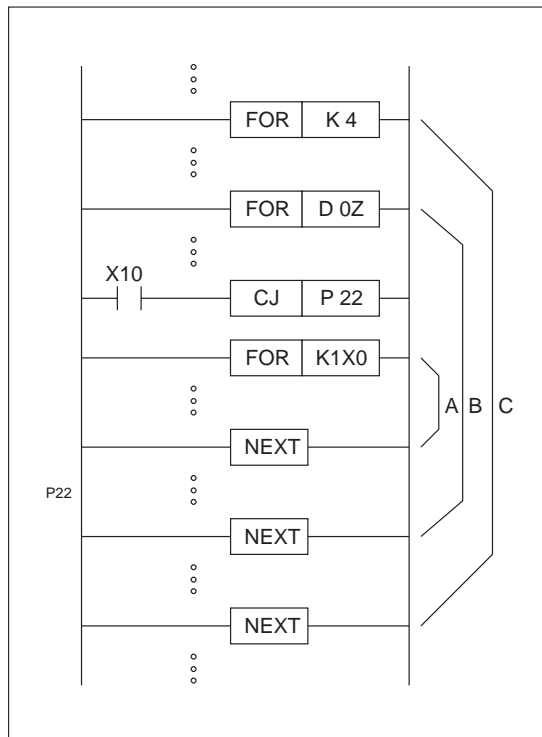 FOR K 4
FOR D 0Z
X10
CJ P 22
FOR K1X0
A B C
NEXT
P22
NEXT
NEXT